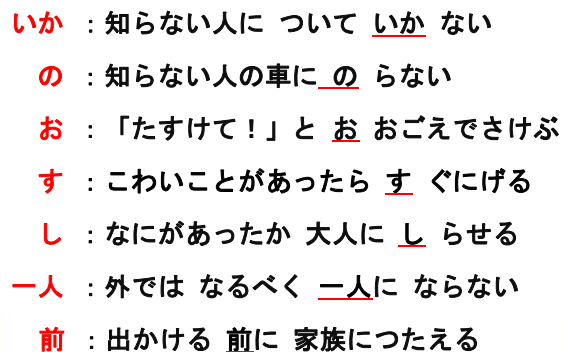 いか：知らない人に ついて いか ない
の：知らない人の車に の らない
お：「たすけて！」と お おごえでさけぶ
す：こわいことがあったら す ぐにげる
し：なにがあったか 大人に し らせる
一人：外では なるべく 一人に ならない
前：出かける 前に 家族につたえる